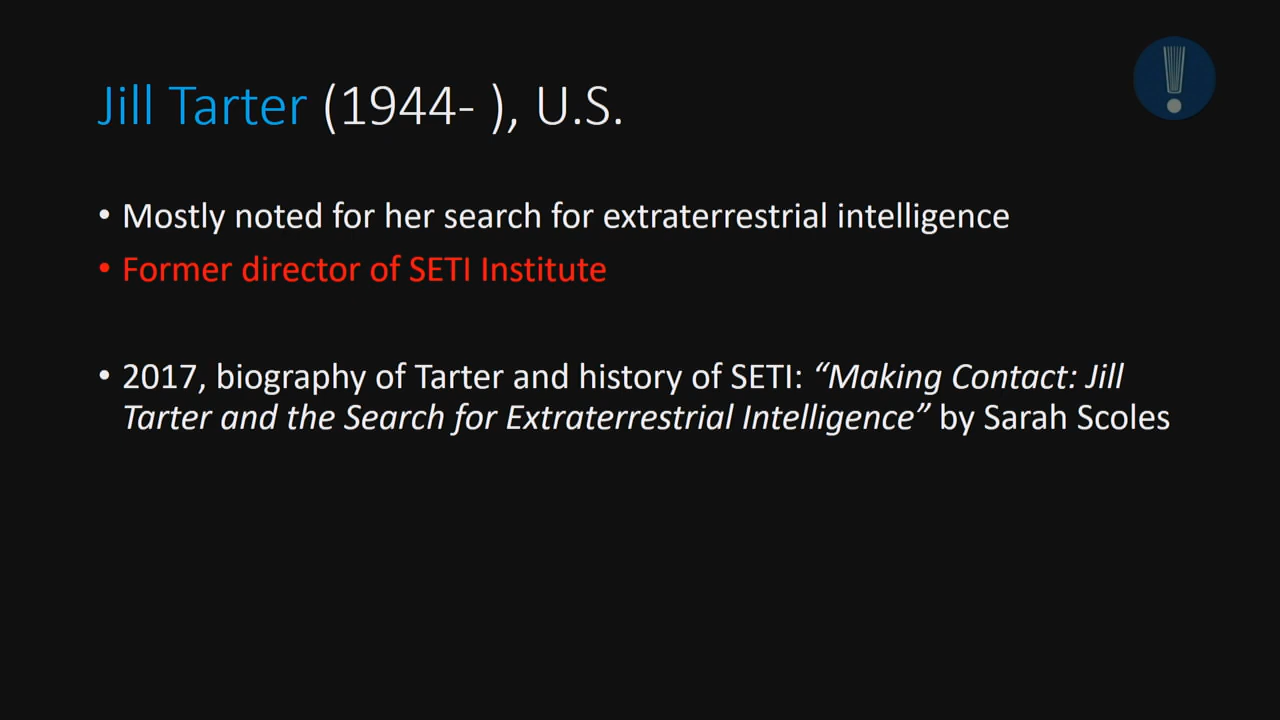 Jill Tarter (1944- ), U.S.
• Mostly noted for her search for extraterrestrial intelligence
• Former director of SETI Institute
• 2017, biography of Tarter and history of SETI: “Making Contact: Jill
Tarter and the Search for Extraterrestrial Intelligence” by Sarah Scoles